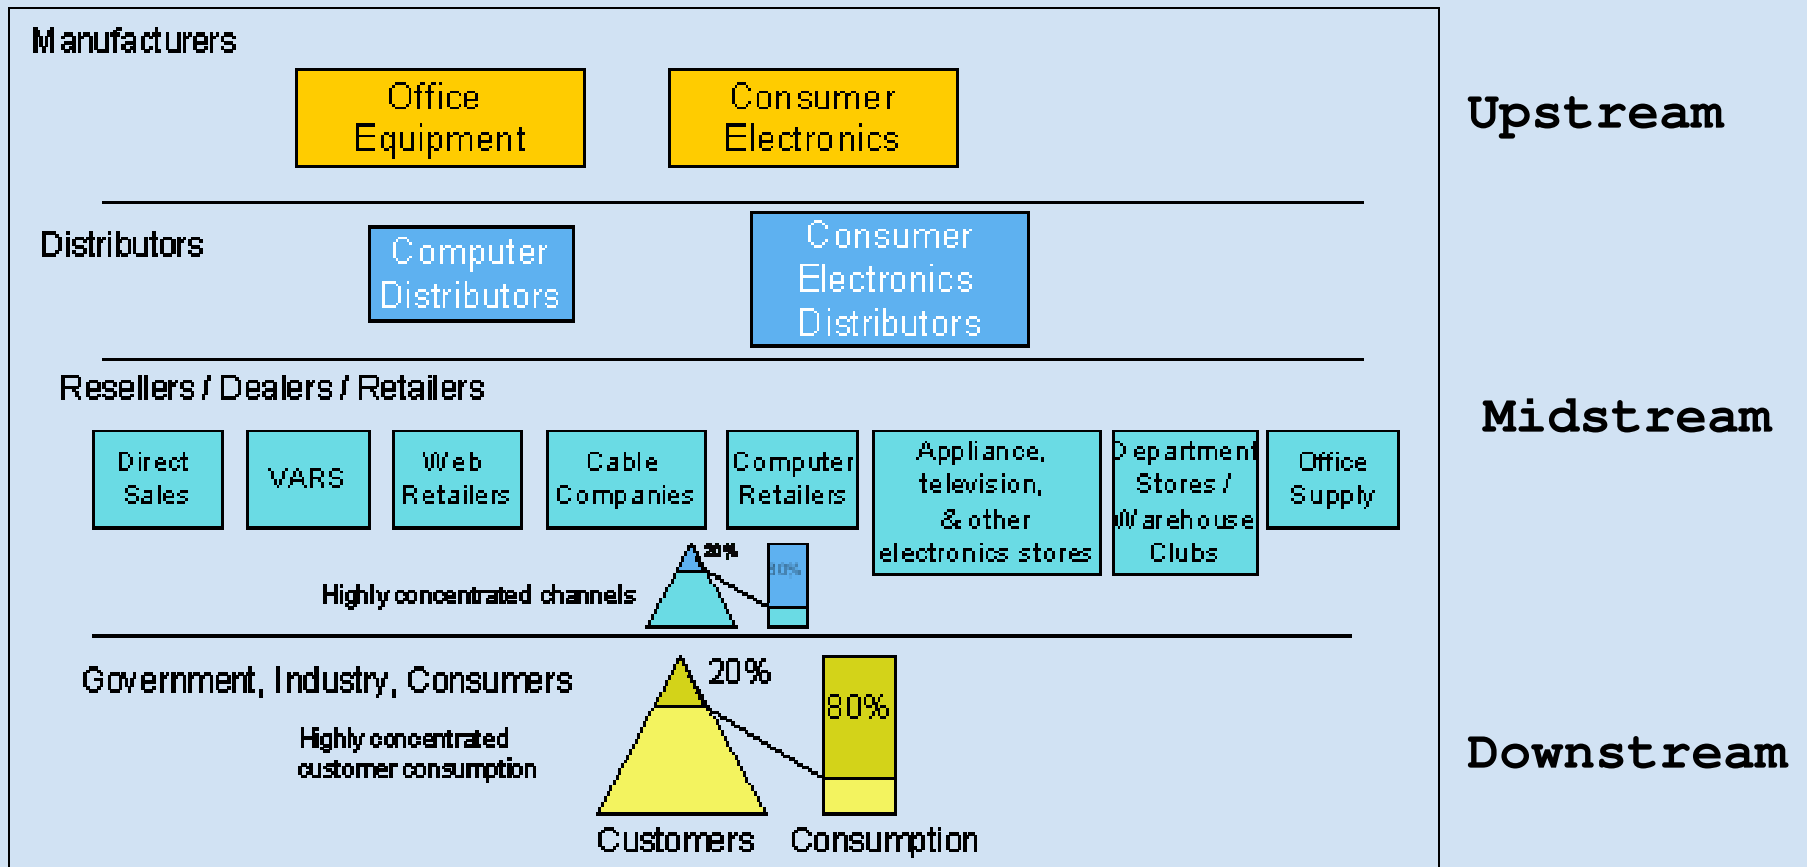 Manufacturers
Office
Equipment
Consumer
Electronics
Upstream
Distributors
Computer
Distributors
Consumer
Electronics
Distributors
Resellers / Dealers / Retailers
Midstream
Direct
Sales
VARS
Web
Retailers
Cable
Companies
Computer
Retailers
Appliance,
television,
& other
electronics stores
Department
Stores /
Warehouse
Clubs
Office
Supply
20%
80%
Highly concentrated channels
Government, Industry, Consumers
20%
80%
Highly concentrated
customer consumption
Downstream
Customers
Consumption